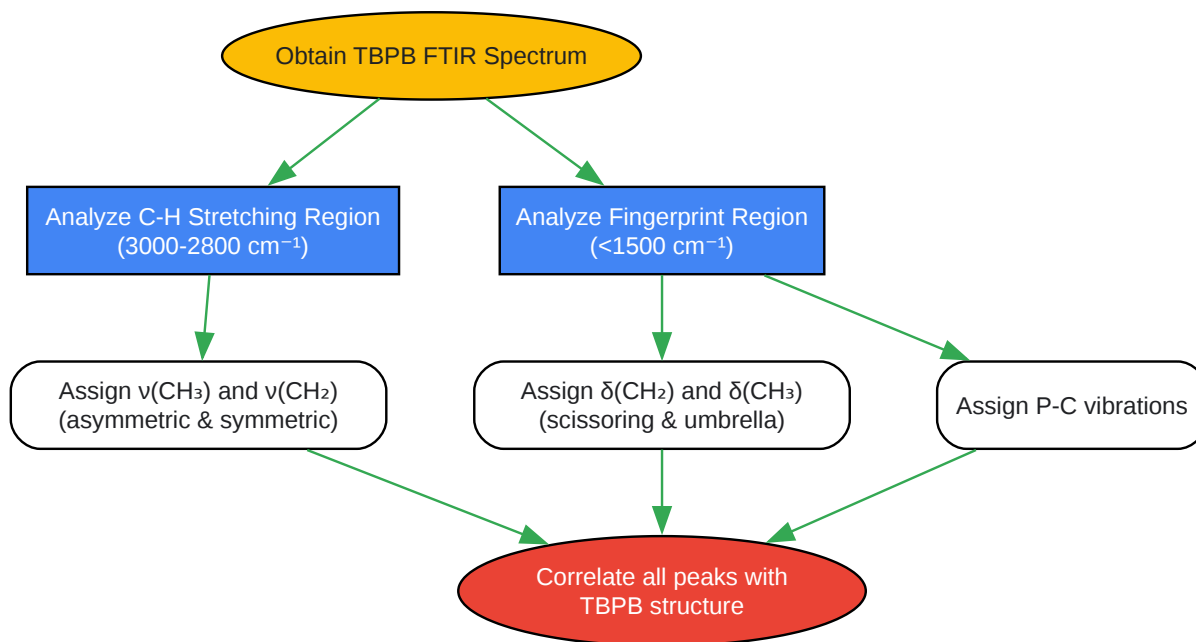 Obtain TBPB FTIR Spectrum
Analyze C-H Stretching Region
(3000-2800 cm⁻¹)
Analyze Fingerprint Region
(<1500 cm⁻¹)
Assign ν(CH₃) and ν(CH₂)
(asymmetric & symmetric)
Assign δ(CH₂) and δ(CH₃)
(scissoring & umbrella)
Assign P-C vibrations
Correlate all peaks with
TBPB structure